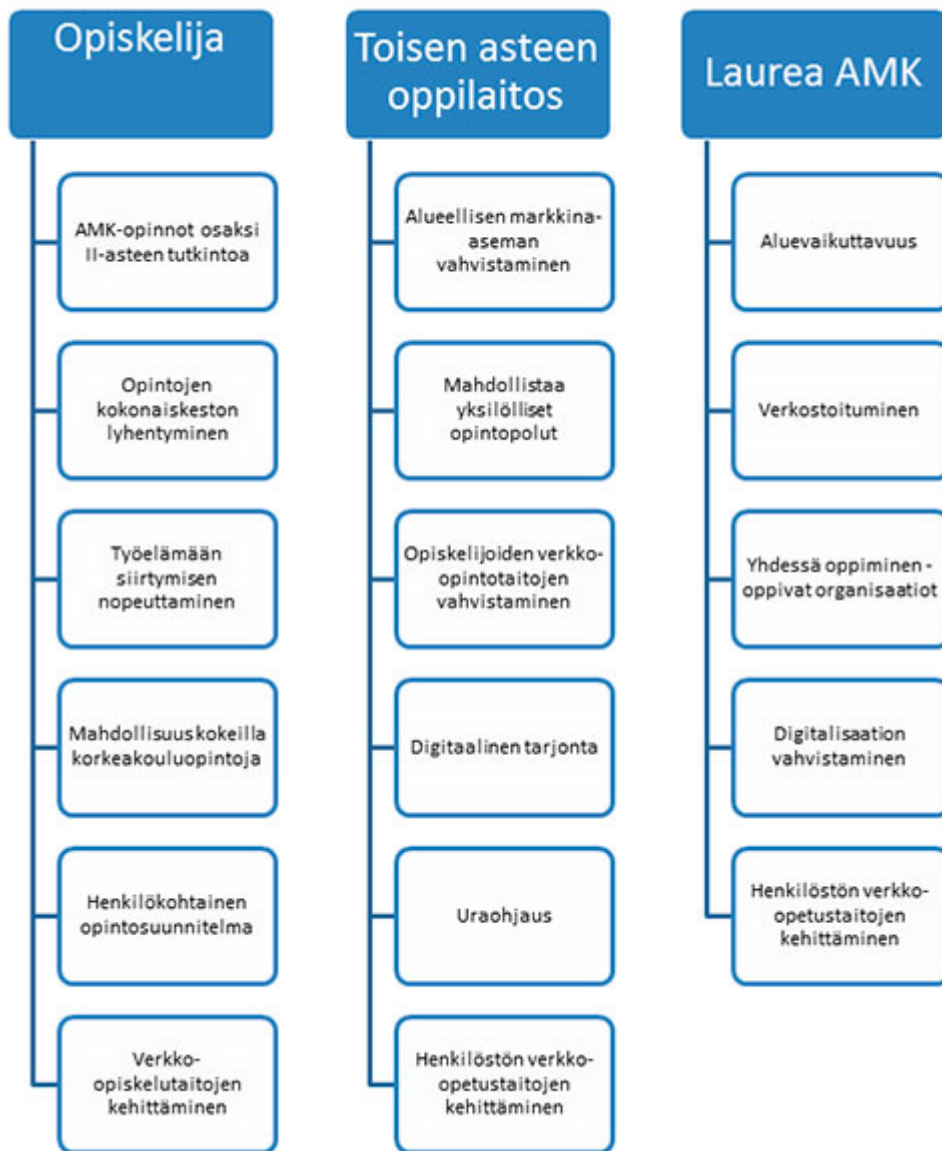 Opiskelija
AMK-opinnot osaksi
II-asteen tutkintoa
Opintojen
kokonaiskeston
lyhentyminen
Työelämään
siirtymisen
nopeuttaminen
Mahdollisuus kokeilla
korkeakouluopintoja
Henkilökohtainen
opintosuunnitelma
Verkko-
opiskelutaitojen
kehittäminen
Toisen asteen
oppilaitos
Alueellisen markkina-
aseman
vahvistaminen
Mahdollistaa
yksilölliset
opintopolut
Opiskelijoiden verkko-
opintotaitojen
vahvistaminen
Digitaalinen tarjonta
Uraohjaus
Henkilöstön verkko-
opetustaitojen
kehittäminen
Laurea AMK
Aluevaikuttavuus
Verkostoituminen
Yhdessä oppiminen -
oppivat organisaatiot
Digitalisaation
vahvistaminen
Henkilöstön verkko-
opetustaitojen
kehittäminen